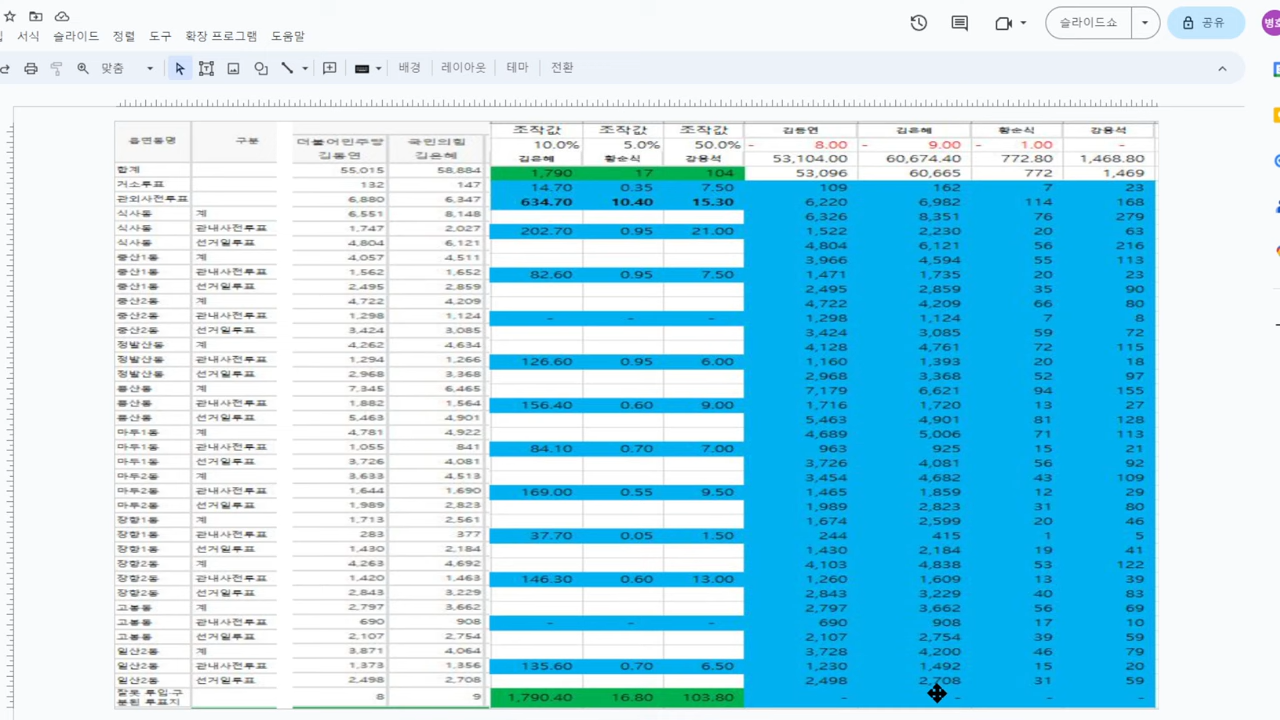 서식 슬라이드 정렬 도구 확장 프로그램 도움말
슬라이드쇼 공유 병호
맞춤 배경 레이아웃 테마 전환
읍면동명 구분 더불어민주당 김동연 국민의힘 김은혜 조작값 조작값 조작값 김동연 김은혜 황순식 강용석
10.0% 5.0% 50.0% - 8.00 - 9.00 - 1.00 -
김은혜 황순식 강용석 53,104.00 60,674.40 772.80 1,468.80
합계 55,015 58,884 1,790 17 104 53,096 60,665 772 1,469
거소투표 132 147 14.70 0.35 7.50 109 162 7 23
관외사전투표 6,880 6,347 634.70 10.40 15.30 6,220 6,982 114 168
식사동 계 6,551 8,148 6,326 8,351 76 279
식사동 관내사전투표 1,747 2,027 202.70 0.95 21.00 1,522 2,230 20 63
식사동 선거일투표 4,804 6,121 4,804 6,121 56 216
중산1동 계 4,057 4,511 3,966 4,594 55 113
중산1동 관내사전투표 1,562 1,652 82.60 0.95 7.50 1,471 1,735 20 23
중산1동 선거일투표 2,495 2,859 2,495 2,859 35 90
중산2동 계 4,722 4,209 4,722 4,209 66 80
중산2동 관내사전투표 1,298 1,124 - - - 1,298 1,124 7 8
중산2동 선거일투표 3,424 3,085 3,424 3,085 59 72
정발산동 계 4,262 4,634 4,128 4,761 72 115
정발산동 관내사전투표 1,294 1,266 126.60 0.95 6.00 1,160 1,393 20 18
정발산동 선거일투표 2,968 3,368 2,968 3,368 52 97
풍산동 계 7,345 6,465 7,179 6,621 94 155
풍산동 관내사전투표 1,882 1,564 156.40 0.60 9.00 1,716 1,720 13 27
풍산동 선거일투표 5,463 4,901 5,463 4,901 81 128
마두1동 계 4,781 4,922 4,689 5,006 71 113
마두1동 관내사전투표 1,055 841 84.10 0.70 7.00 963 925 15 21
마두1동 선거일투표 3,726 4,081 3,726 4,081 56 92
마두2동 계 3,633 4,513 3,454 4,682 43 109
마두2동 관내사전투표 1,644 1,690 169.00 0.55 9.50 1,465 1,859 12 29
마두2동 선거일투표 1,989 2,823 1,989 2,823 31 80
장항1동 계 1,713 2,561 1,674 2,599 20 46
장항1동 관내사전투표 283 377 37.70 0.05 1.50 244 415 1 5
장항1동 선거일투표 1,430 2,184 1,430 2,184 19 41
장항2동 계 4,263 4,692 4,103 4,838 53 122
장항2동 관내사전투표 1,420 1,463 146.30 0.60 13.00 1,260 1,609 13 39
장항2동 선거일투표 2,843 3,229 2,843 3,229 40 83
고봉동 계 2,797 3,662 2,797 3,662 56 69
고봉동 관내사전투표 690 908 - - - 690 908 17 10
고봉동 선거일투표 2,107 2,754 2,107 2,754 39 59
일산2동 계 3,871 4,064 3,728 4,200 46 79
일산2동 관내사전투표 1,373 1,356 135.60 0.70 6.50 1,230 1,492 15 20
일산2동 선거일투표 2,498 2,708 2,498 2,708 31 59
잘못 투입·구분된 투표지 8 9 1,790.40 16.80 103.80 - - - -